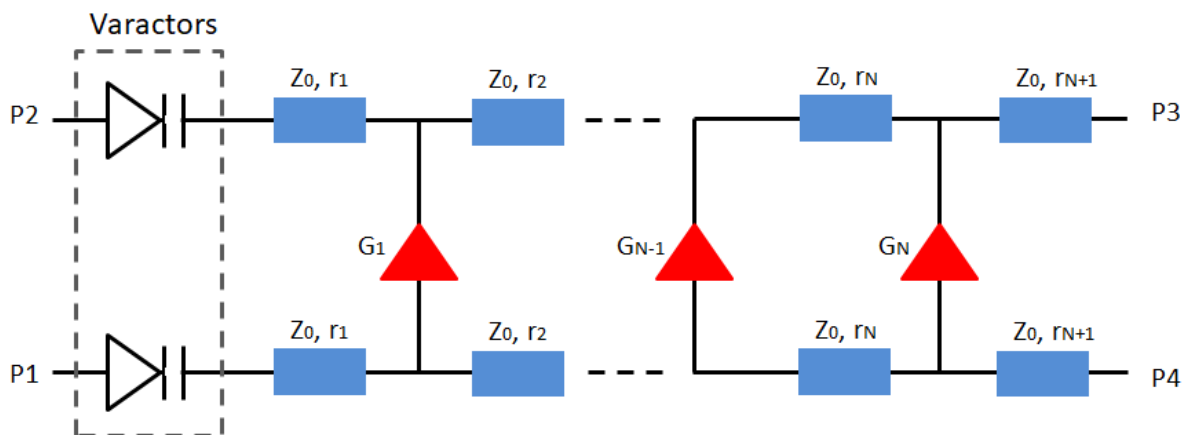 Varactors
P2 Z0, r1 Z0, r2 Z0, rN Z0, rN+1 P3
G1 GN-1 GN
P1 Z0, r1 Z0, r2 Z0, rN Z0, rN+1 P4